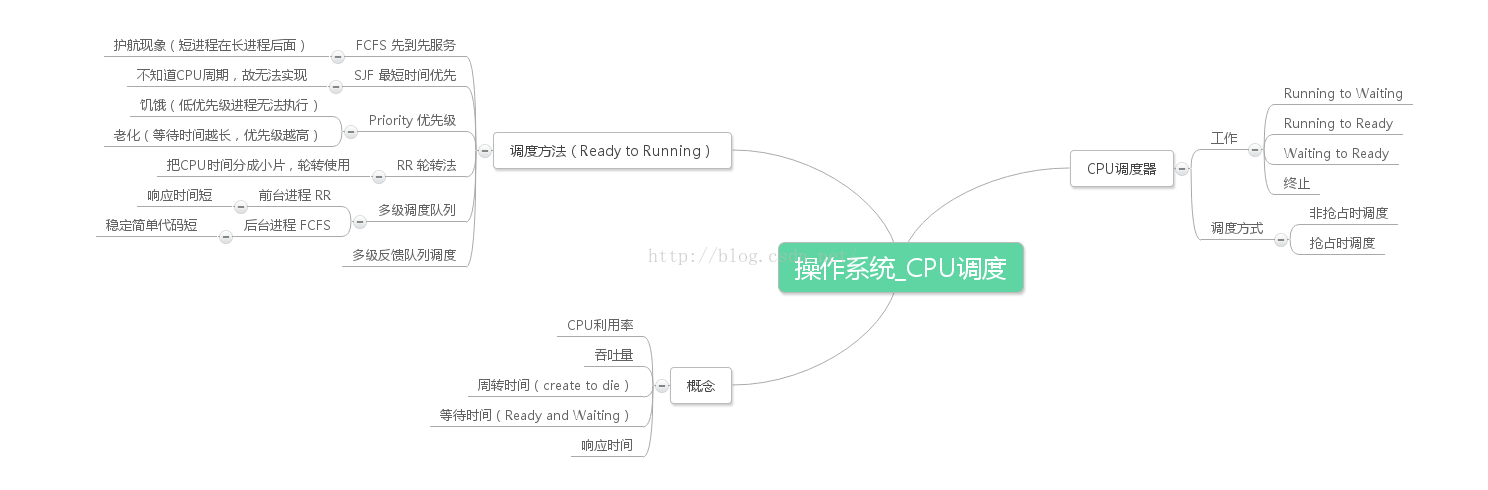 操作系统_CPU调度
CPU调度器
工作
Running to Waiting
Running to Ready
Waiting to Ready
终止
调度方式
非抢占时调度
抢占时调度
调度方法（Ready to Running）
FCFS 先到先服务
护航现象（短进程在长进程后面）
SJF 最短时间优先
不知道CPU周期，故无法实现
Priority 优先级
饥饿（低优先级进程无法执行）
老化（等待时间越长，优先级越高）
RR 轮转法
把CPU时间分成小片，轮转使用
多级调度队列
前台进程 RR
响应时间短
后台进程 FCFS
稳定简单代码短
多级反馈队列调度
概念
CPU利用率
吞吐量
周转时间（create to die）
等待时间（Ready and Waiting）
响应时间
http://blog.c